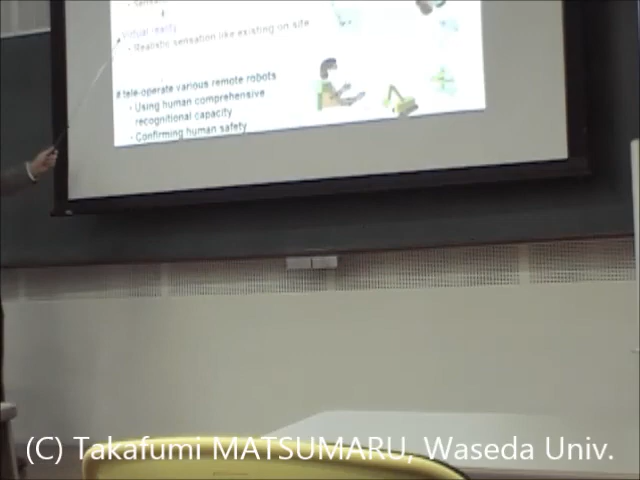 Virtual reality
- Realistic sensation like existing on site
# tele-operate various remote robots
- Using human comprehensive
recognitional capacity
- Confirming human safety
(C) Takafumi MATSUMARU, Waseda Univ.